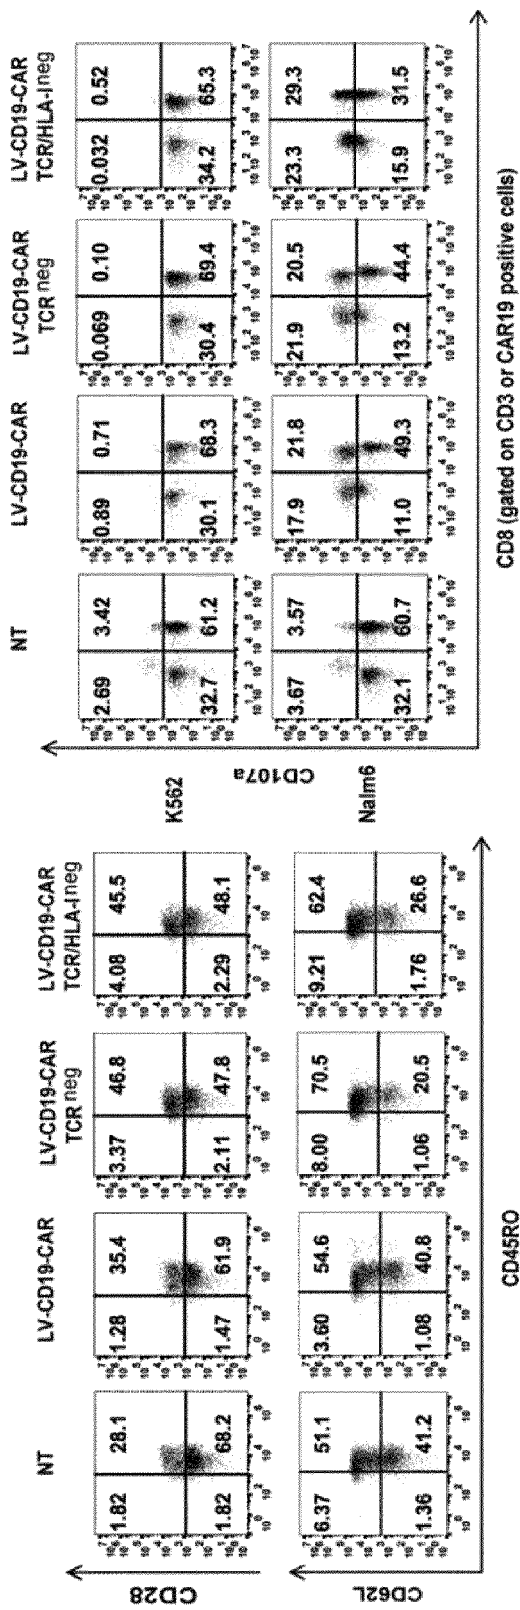 NT
LV-CD19-CAR
LV-CD19-CAR
TCRneg
LV-CD19-CAR
TCR/HLA-Ineg
CD28
1.82 28.1
1.82 68.2
1.28 35.4
1.47 61.9
3.37 46.8
2.11 47.8
4.08 45.5
2.29 48.1
CD62L
6.37 51.1
1.36 41.2
3.60 54.6
1.08 40.8
8.00 70.5
1.06 20.5
9.21 62.4
1.76 26.6
CD45RO
NT
LV-CD19-CAR
LV-CD19-CAR
TCRneg
LV-CD19-CAR
TCR/HLA-Ineg
CD107a
K562
2.69 3.42
32.7 61.2
0.89 0.71
30.1 68.3
0.069 0.10
30.4 69.4
0.032 0.52
34.2 65.3
Nalm6
3.67 3.57
32.1 60.7
17.9 21.8
11.0 49.3
21.9 20.5
13.2 44.4
23.3 29.3
15.9 31.5
CD8 (gated on CD3 or CAR19 positive cells)